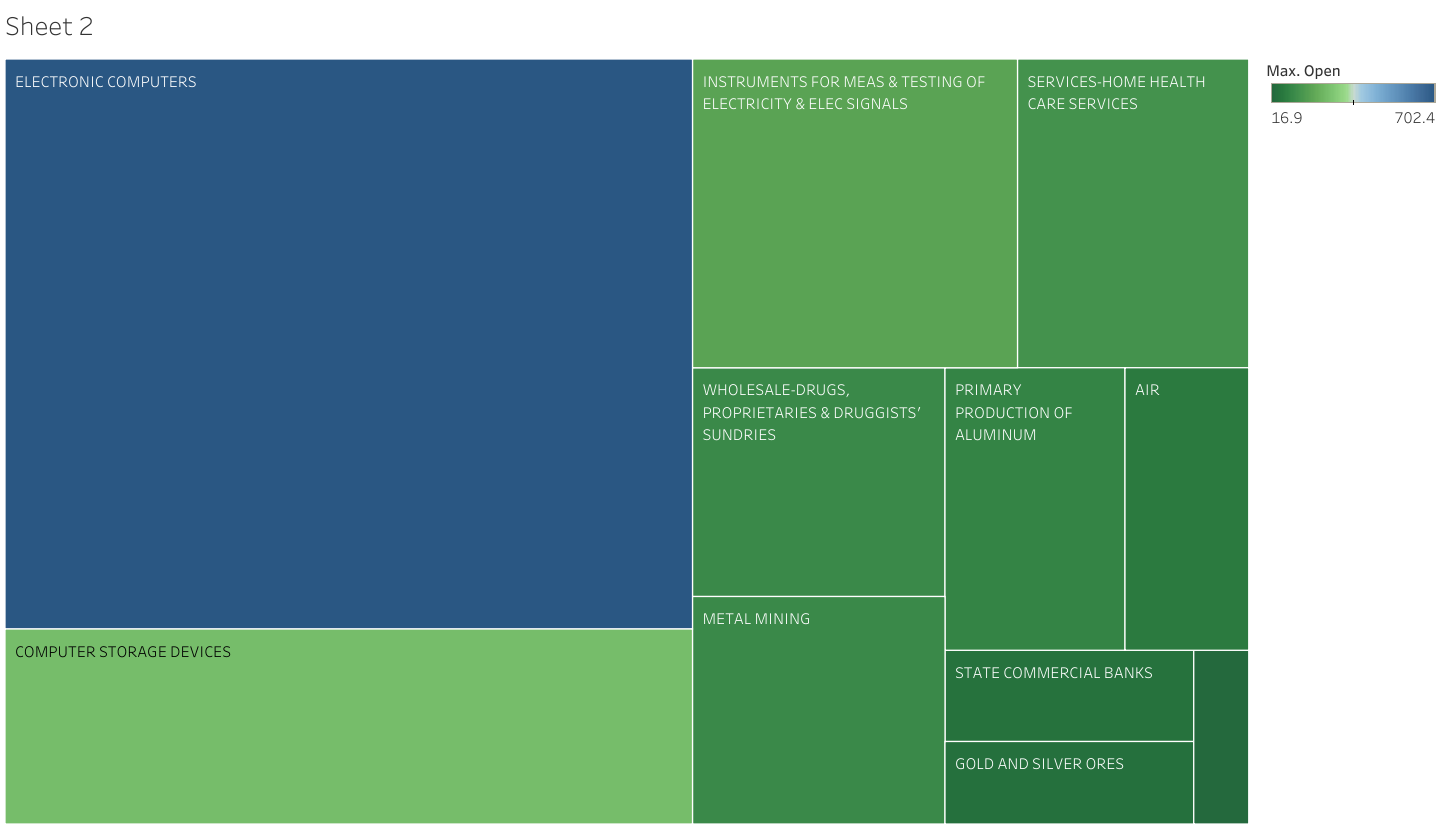 Sheet 2
ELECTRONIC COMPUTERS
INSTRUMENTS FOR MEAS & TESTING OF
ELECTRICITY & ELEC SIGNALS
SERVICES-HOME HEALTH
CARE SERVICES
Max. Open
16.9
702.4
WHOLESALE-DRUGS,
PROPRIETARIES & DRUGGISTS’
SUNDRIES
PRIMARY
PRODUCTION OF
ALUMINUM
AIR
METAL MINING
COMPUTER STORAGE DEVICES
STATE COMMERCIAL BANKS
GOLD AND SILVER ORES